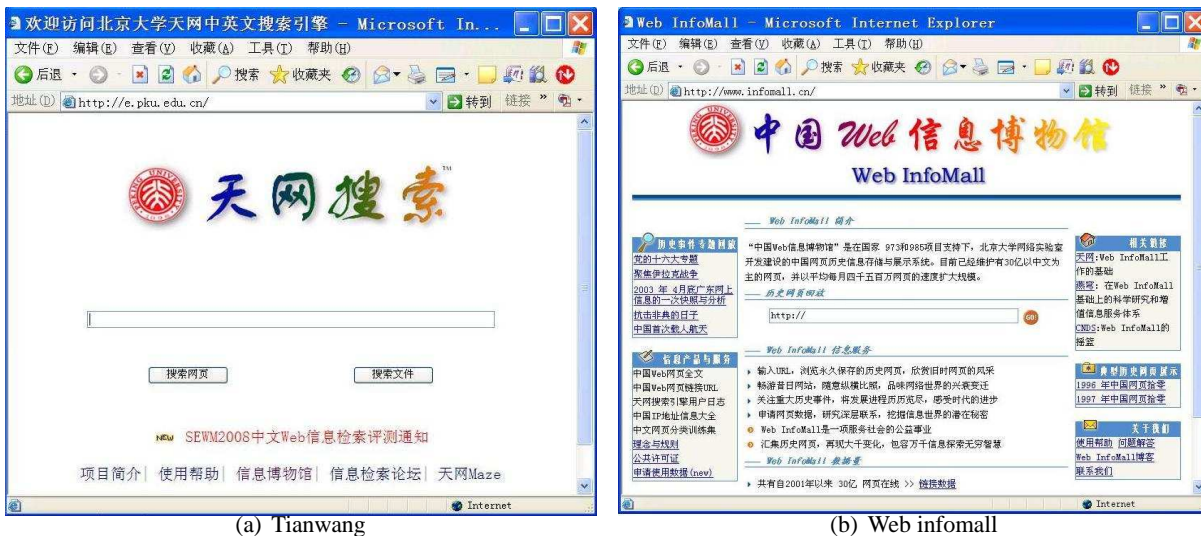 欢迎访问北京大学天网中英文搜索引擎 - Microsoft In...
文件(F) 编辑(E) 查看(V) 收藏(A) 工具(T) 帮助(H)
后退 搜索 收藏夹
地址(D) http://e.pku.edu.cn/ 转到 链接 »
PEKING UNIVERSITY
1898
天网搜索™
搜索网页 搜索文件
NEW SEWM2008中文Web信息检索评测通知
项目简介| 使用帮助| 信息博物馆| 信息检索论坛| 天网Maze
Internet
(a) Tianwang
Web InfoMall - Microsoft Internet Explorer
文件(F) 编辑(E) 查看(V) 收藏(A) 工具(T) 帮助(H)
后退 搜索 收藏夹
地址(D) http://www.infomall.cn/ 转到 链接 »
中国Web信息博物馆
Web InfoMall
历史事件专题回放
党的十六大专题
聚焦伊拉克战争
2003 年 4月底广东网上
信息的一次快照与分析
抗击非典的日子
中国首次载人航天
信息产品与服务
中国Web网页全文
中国Web网页链接URL
天网搜索引擎用户日志
中国IP地址信息大全
中文网页分类训练集
理念与规则
公共许可证
申请使用数据(new)
Web InfoMall 简介
“中国Web信息博物馆”是在国家 973和985项目支持下，北京大学网络实验室
开发建设的中国网页历史信息存储与展示系统。目前已经维护有30亿以中文为
主的网页，并以平均每月四千五百万网页的速度扩大规模。
历史网页回放
http:// GO!
Web InfoMall 信息服务
输入URL，浏览永久保存的历史网页，欣赏旧时网页的风采
畅游昔日网站，随意纵横比照，品味网络世界的兴衰变迁
关注重大历史事件，将发展进程历历览尽，感受时代的进步
申请网页数据，研究深层联系，挖掘信息世界的潜在秘密
Web InfoMall是一项服务社会的公益事业
汇集历史网页，再现大千变化，包容万千信息探索无穷智慧
Web InfoMall 数据量
共有自2001年以来 30亿 网页在线 >> 链接数据
相关链接
天网:Web InfoMall工
作的基础
燕穹: 在Web InfoMall
基础上的科学研究和增
值信息服务体系
CNDS:Web InfoMall的
摇篮
典型历史网页展示
1996 年中国网页拾零
1997 年中国网页拾零
关于我们
使用帮助 问题解答
Web InfoMall博客
联系我们
Internet
(b) Web infomall